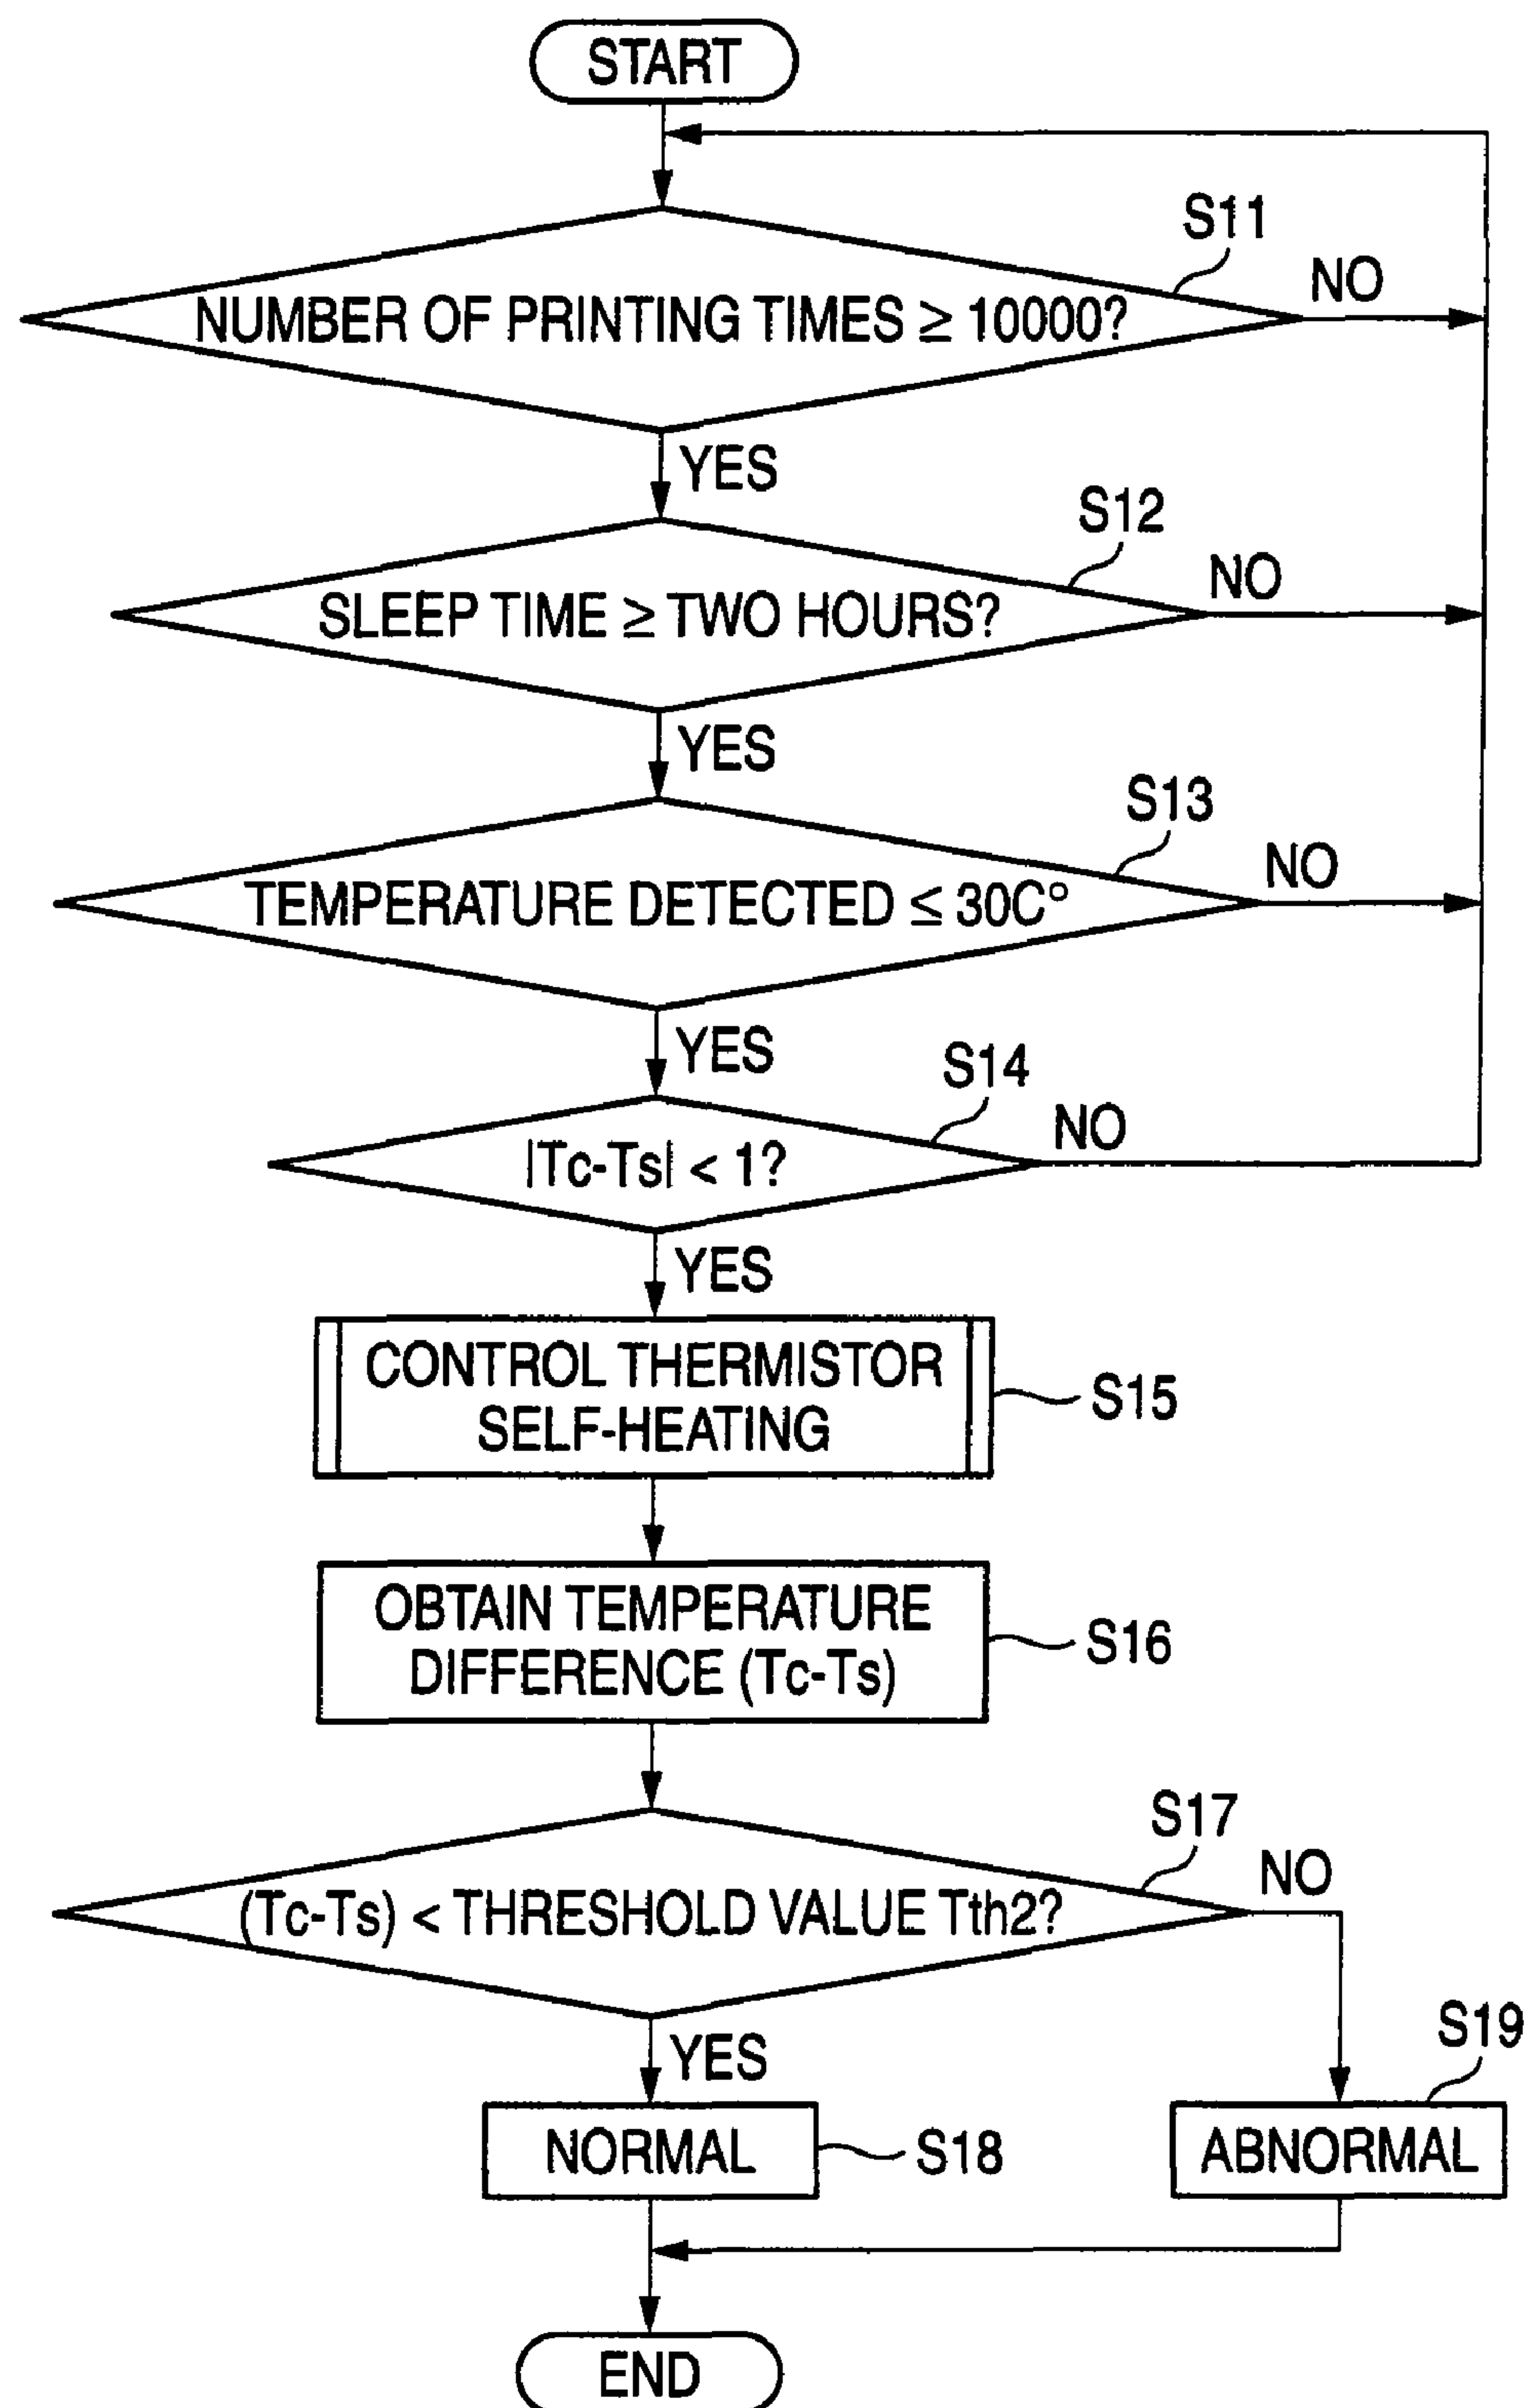 START
S11
NO
NUMBER OF PRINTING TIMES ≥ 10000?
YES
S12
NO
SLEEP TIME ≥ TWO HOURS?
YES
S13
NO
TEMPERATURE DETECTED ≤ 30C°
YES
S14
NO
|Tc-Ts| < 1?
YES
CONTROL THERMISTOR
SELF-HEATING
S15
OBTAIN TEMPERATURE
DIFFERENCE (Tc-Ts)
S16
S17
NO
(Tc-Ts) < THRESHOLD VALUE Tth2?
YES
S19
NORMAL
S18
ABNORMAL
END